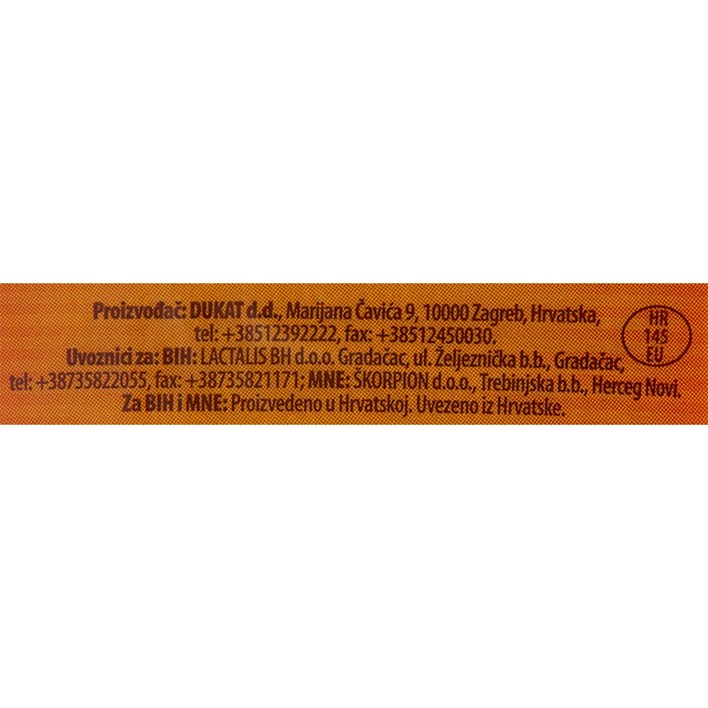 Proizvođač: DUKAT d.d., Marijana Čavića 9, 10000 Zagreb, Hrvatska,
tel: +38512392222, fax: +38512450030.
Uvoznici za: BIH: LACTALIS BH d.o.o. Gradačac, ul. Željeznička b.b., Gradačac,
tel: +38735822055, fax: +38735821171; MNE: ŠKORPION d.o.o., Trebinjska b.b., Herceg Novi.
Za BIH i MNE: Proizvedeno u Hrvatskoj. Uvezeno iz Hrvatske.
HR
145
EU